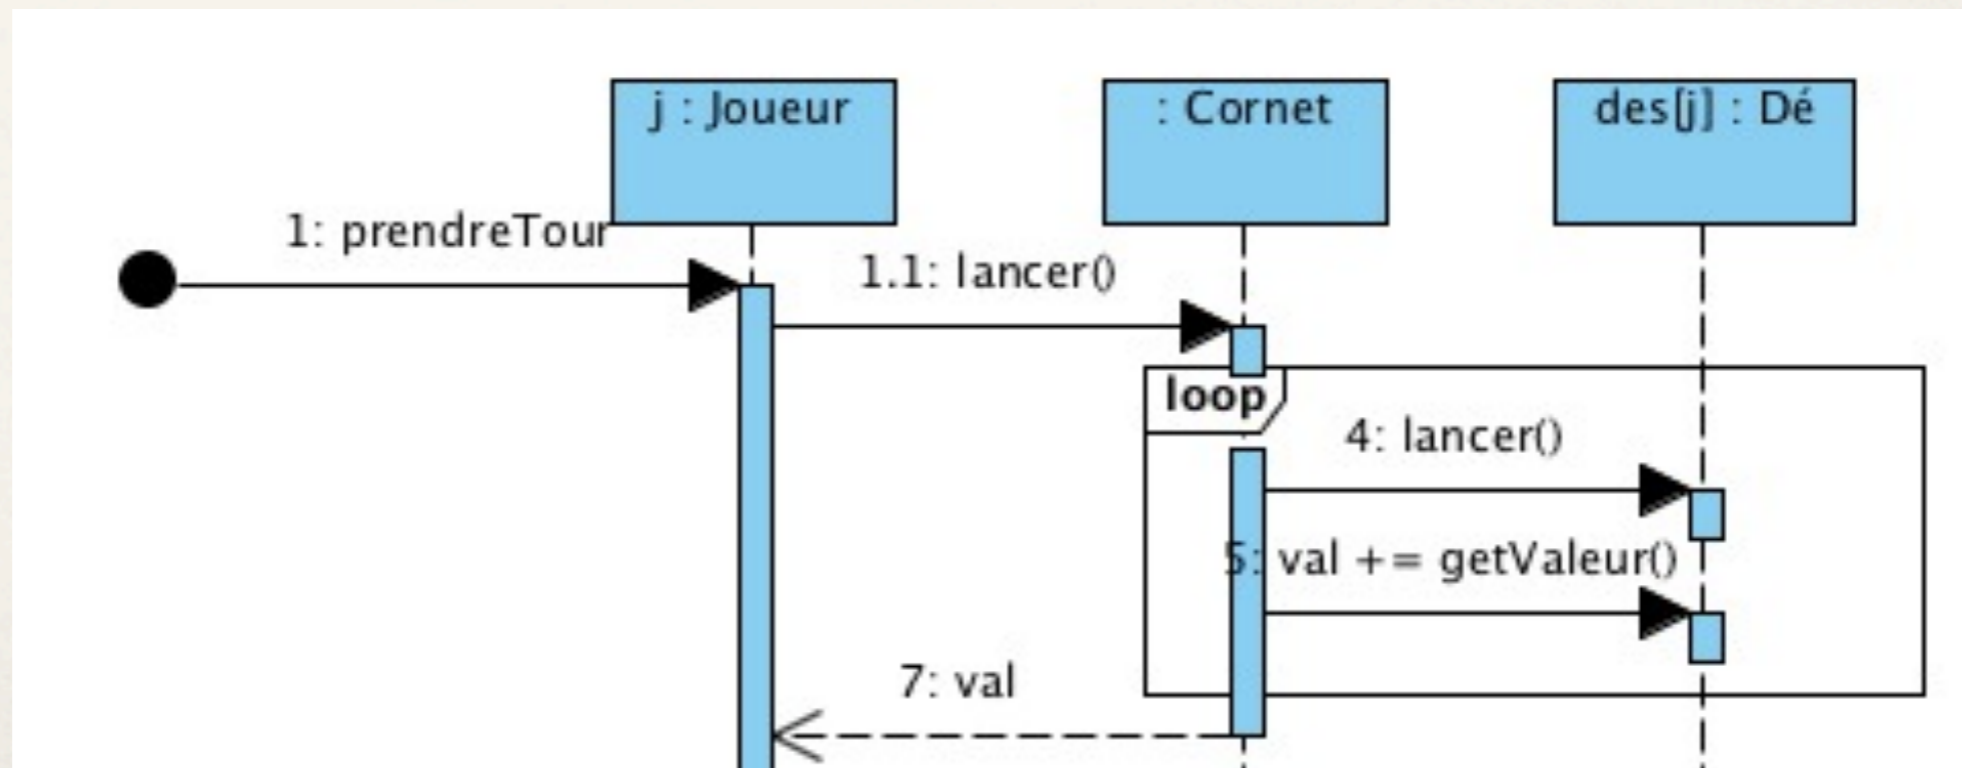 j : Joueur
: Cornet
des[j] : Dé
1: prendreTour
1.1: lancer()
loop
4: lancer()
5: val += getValeur()
7: val